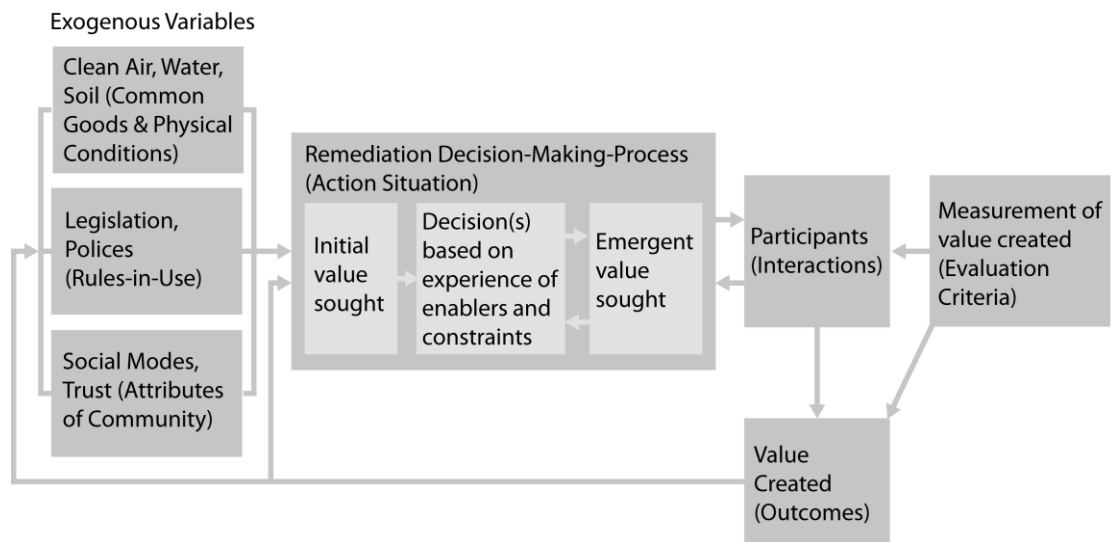 Exogenous Variables
Clean Air, Water,
Soil (Common
Goods & Physical
Conditions)
Legislation,
Polices
(Rules-in-Use)
Social Modes,
Trust (Attributes
of Community)
Remediation Decision-Making-Process
(Action Situation)
Initial
value
sought
Decision(s)
based on
experience of
enablers and
constraints
Emergent
value
sought
Participants
(Interactions)
Measurement of
value created
(Evaluation
Criteria)
Value
Created
(Outcomes)